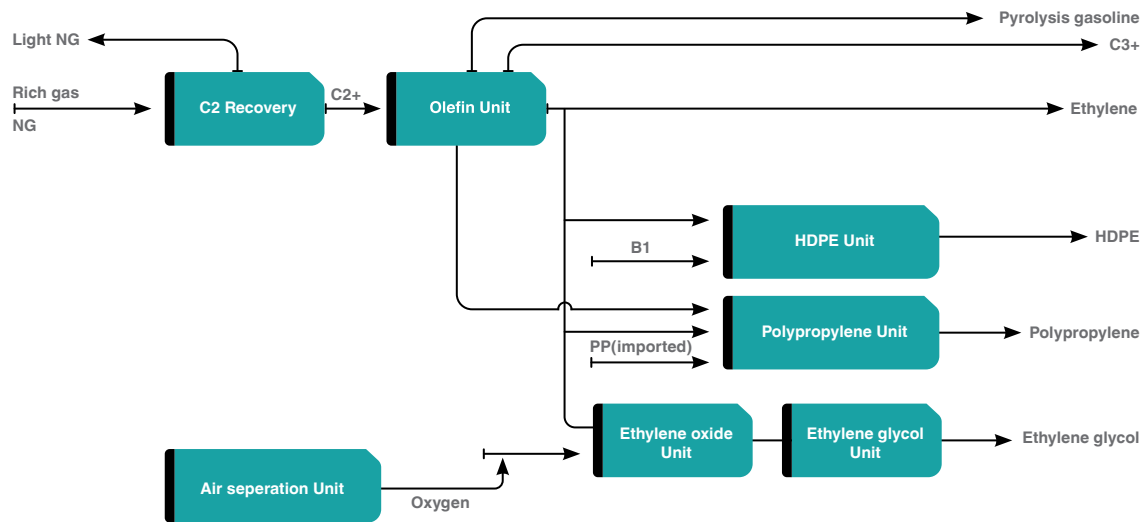 Pyrolysis gasoline
Light NG
C3+
Rich gas
NG
C2 Recovery
C2+
Olefin Unit
Ethylene
HDPE Unit
HDPE
B1
Polypropylene Unit
Polypropylene
PP(imported)
Ethylene oxide
Unit
Ethylene glycol
Unit
Ethylene glycol
Air seperation Unit
Oxygen